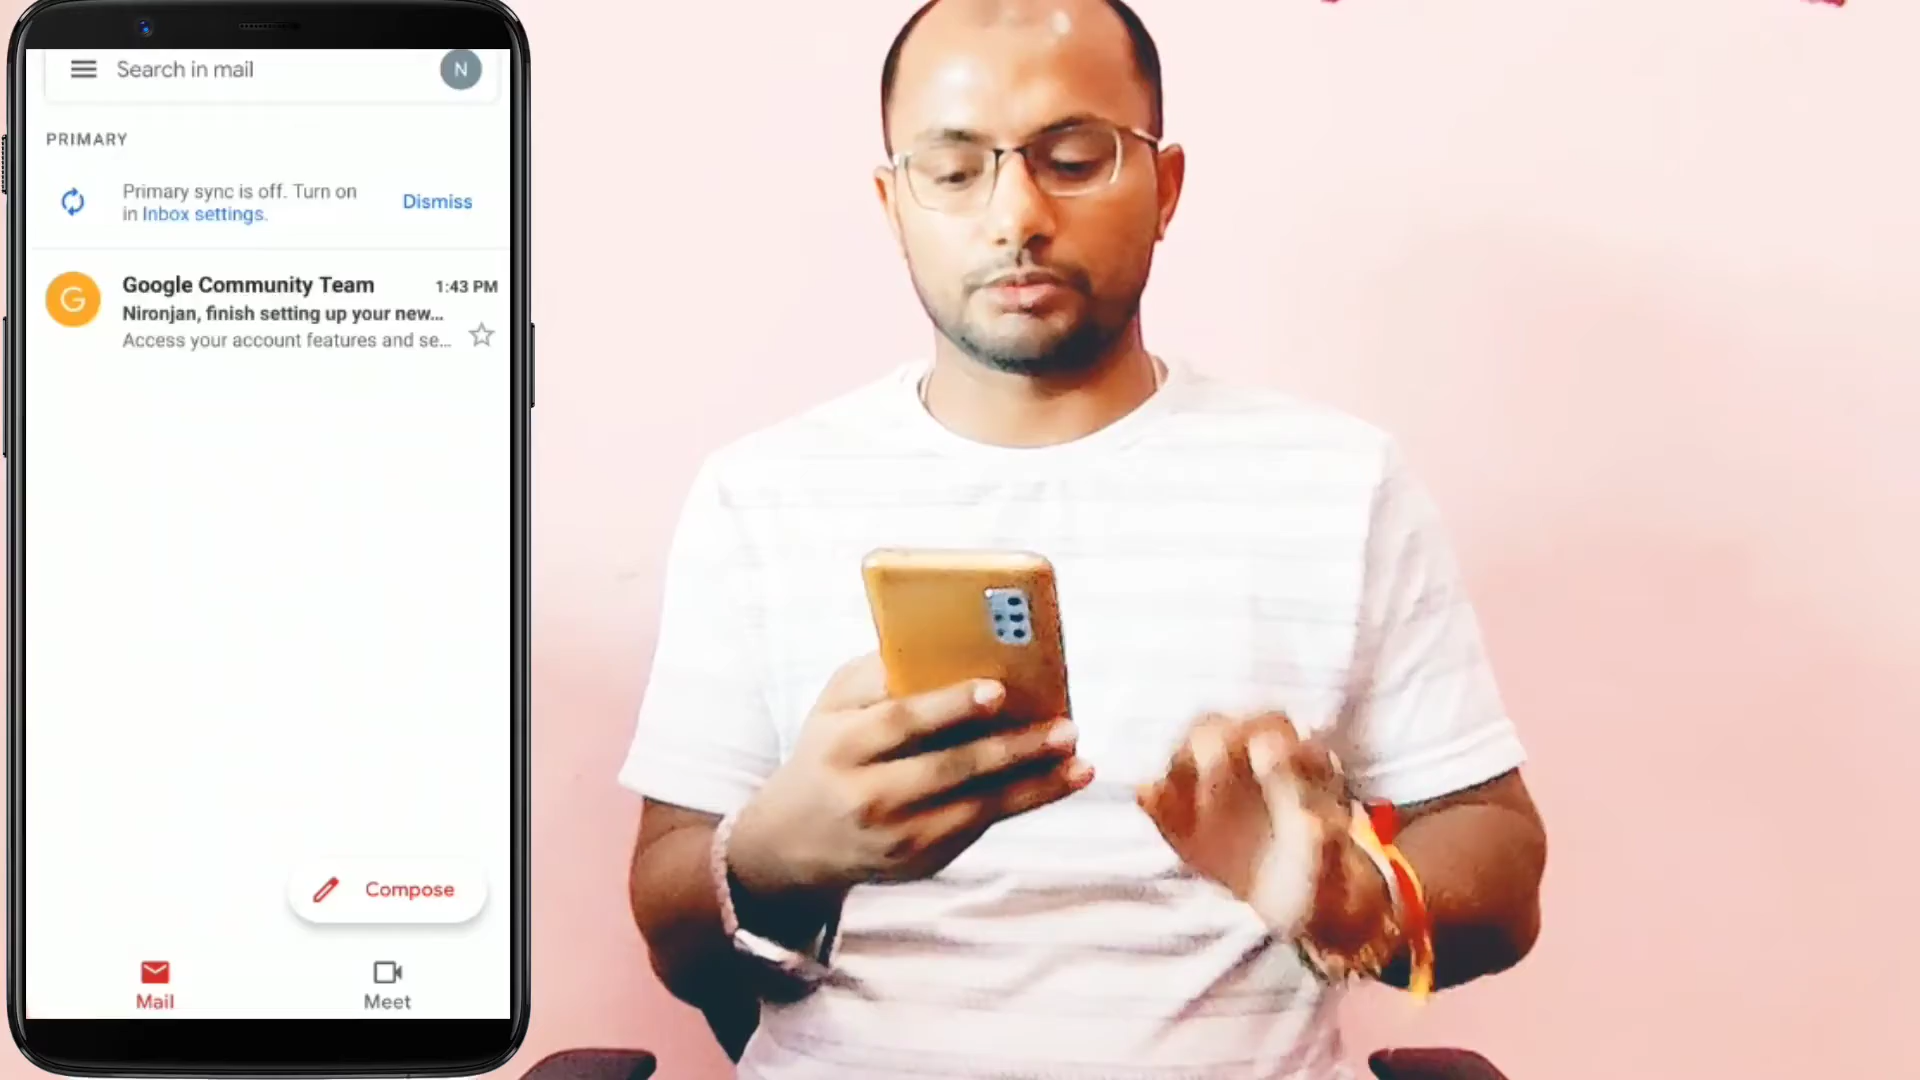 Search in mail
N
PRIMARY
Primary sync is off. Turn on
in Inbox settings.
Dismiss
G
Google Community Team
1:43 PM
Nironjan, finish setting up your new...
Access your account features and se...
Compose
Mail
Meet